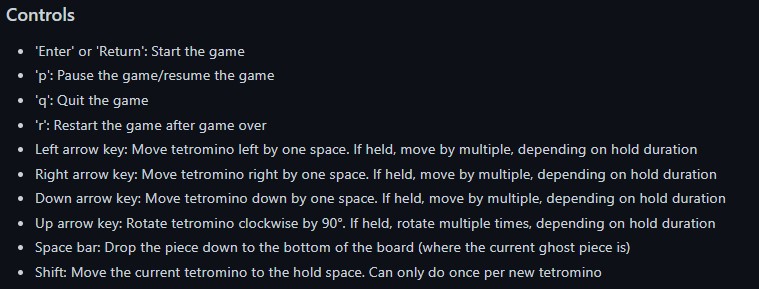 Controls
• 'Enter' or 'Return': Start the game
• 'p': Pause the game/resume the game
• 'q': Quit the game
• 'r': Restart the game after game over
• Left arrow key: Move tetromino left by one space. If held, move by multiple, depending on hold duration
• Right arrow key: Move tetromino right by one space. If held, move by multiple, depending on hold duration
• Down arrow key: Move tetromino down by one space. If held, move by multiple, depending on hold duration
• Up arrow key: Rotate tetromino clockwise by 90°. If held, rotate multiple times, depending on hold duration
• Space bar: Drop the piece down to the bottom of the board (where the current ghost piece is)
• Shift: Move the current tetromino to the hold space. Can only do once per new tetromino